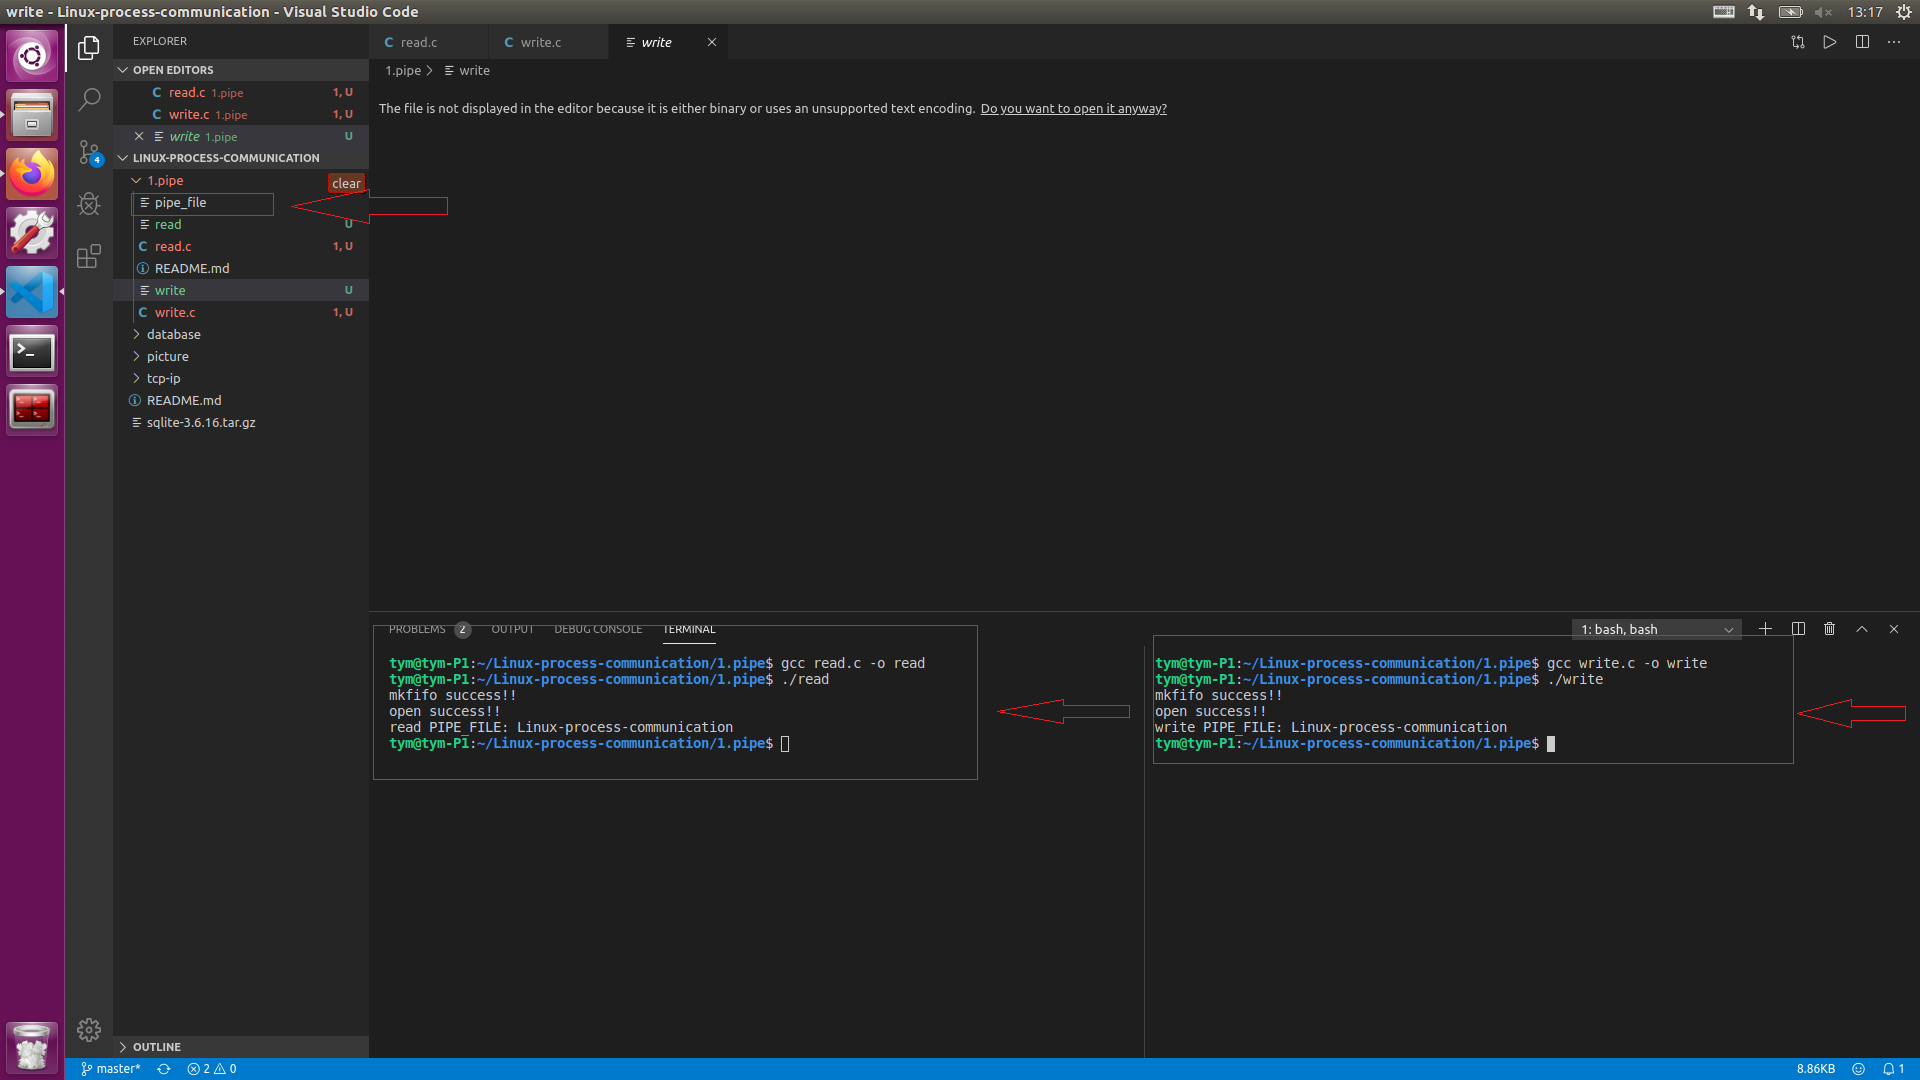 write - Linux-process-communication - Visual Studio Code
13:17
EXPLORER
OPEN EDITORS
read.c 1.pipe 1, U
write.c 1.pipe 1, U
write 1.pipe U
LINUX-PROCESS-COMMUNICATION
1.pipe
clear
pipe_file
read U
read.c 1, U
README.md
write U
write.c 1, U
database
picture
tcp-ip
README.md
sqlite-3.6.16.tar.gz
OUTLINE
4
C read.c
C write.c
write
1.pipe > write
The file is not displayed in the editor because it is either binary or uses an unsupported text encoding. Do you want to open it anyway?
PROBLEMS 2 OUTPUT DEBUG CONSOLE TERMINAL
1: bash, bash
tym@tym-P1:~/Linux-process-communication/1.pipe$ gcc read.c -o read
tym@tym-P1:~/Linux-process-communication/1.pipe$ ./read
mkfifo success!!
open success!!
read PIPE_FILE: Linux-process-communication
tym@tym-P1:~/Linux-process-communication/1.pipe$
tym@tym-P1:~/Linux-process-communication/1.pipe$ gcc write.c -o write
tym@tym-P1:~/Linux-process-communication/1.pipe$ ./write
mkfifo success!!
open success!!
write PIPE_FILE: Linux-process-communication
tym@tym-P1:~/Linux-process-communication/1.pipe$
master* 2 0
8.86KB 1